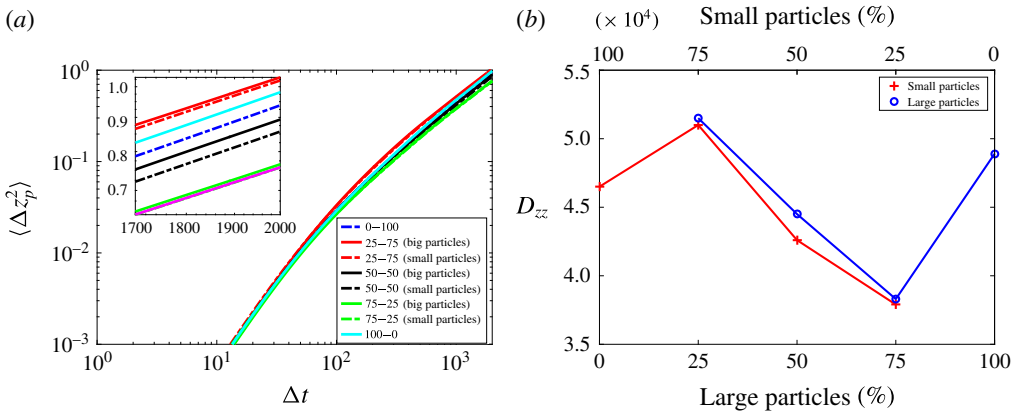 (a)
10⁰
10⁻¹
10⁻²
10⁻³
⟨Δz_p²⟩
1.0
0.9
0.8
0.7
1700 1800 1900 2000
0–100
25–75 (big particles)
25–75 (small particles)
50–50 (big particles)
50–50 (small particles)
75–25 (big particles)
75–25 (small particles)
100–0
10⁰ 10¹ 10² 10³
Δt
(b)
(× 10⁴) Small particles (%)
100 75 50 25 0
5.5
5.0
4.5
4.0
3.5
D_zz
Small particles
Large particles
0 25 50 75 100
Large particles (%)